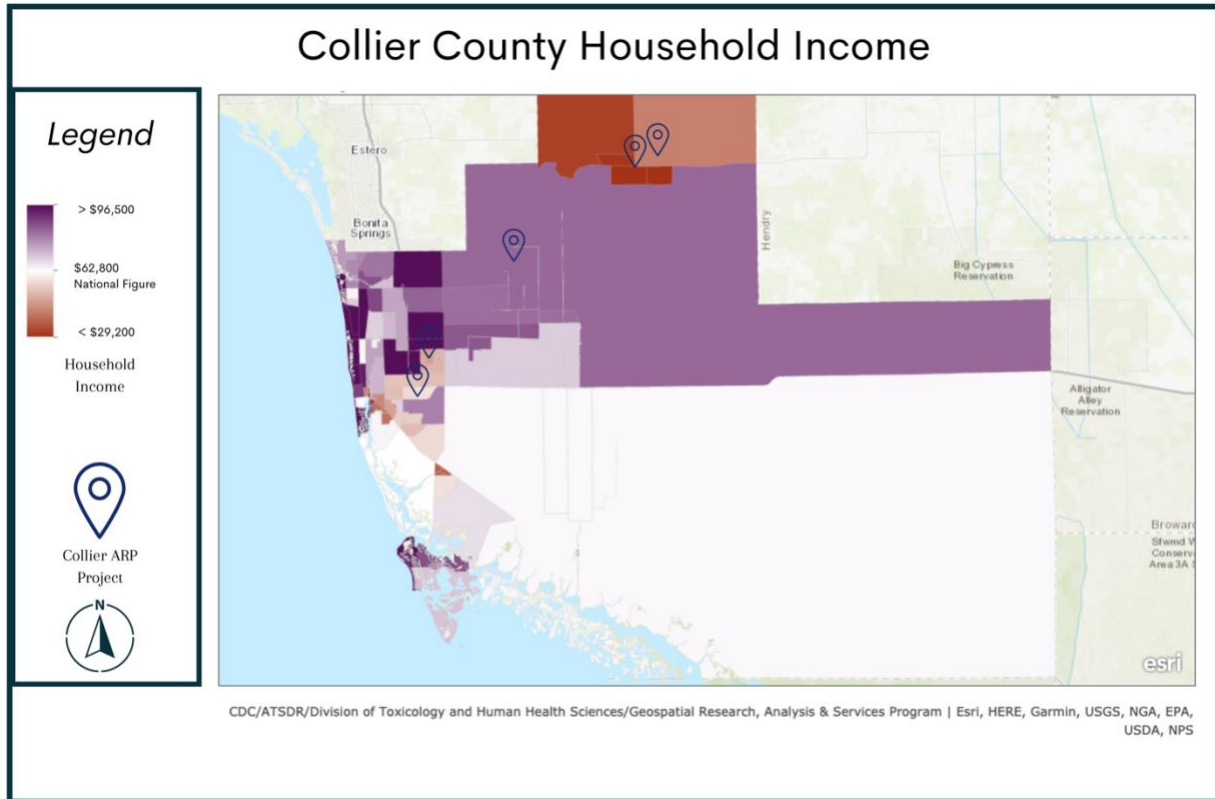 Collier County Household Income
Legend
> $96,500
$62,800
National Figure
< $29,200
Household
Income
Collier ARP
Project
N
Estero
Bonita
Springs
Hendry
Big Cypress
Reservation
Alligator
Alley
Reservation
Broward
Sfwmd W
Conserva
Area 3A S
esri
CDC/ATSDR/Division of Toxicology and Human Health Sciences/Geospatial Research, Analysis & Services Program | Esri, HERE, Garmin, USGS, NGA, EPA,
USDA, NPS